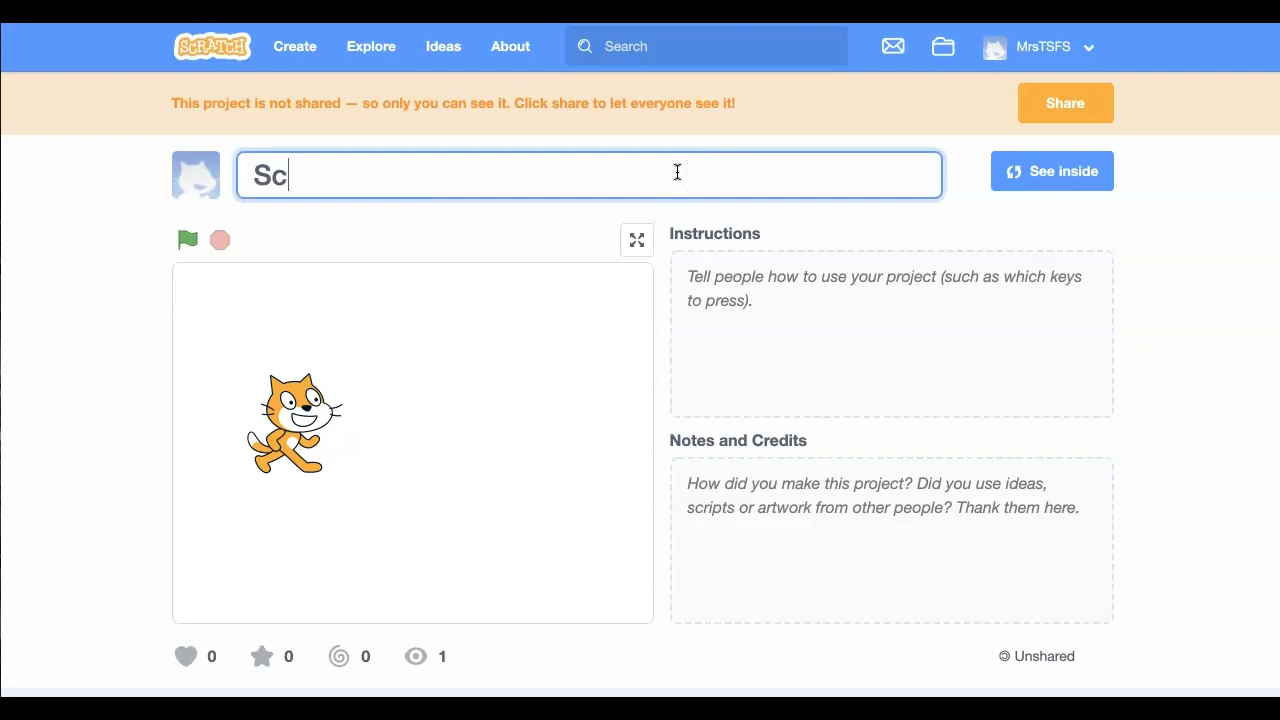 SCRATCH Create Explore Ideas About Search MrsTSFS
This project is not shared — so only you can see it. Click share to let everyone see it! Share
Sc See inside
Instructions
Tell people how to use your project (such as which keys
to press).
Notes and Credits
How did you make this project? Did you use ideas,
scripts or artwork from other people? Thank them here.
0 0 0 1 Unshared